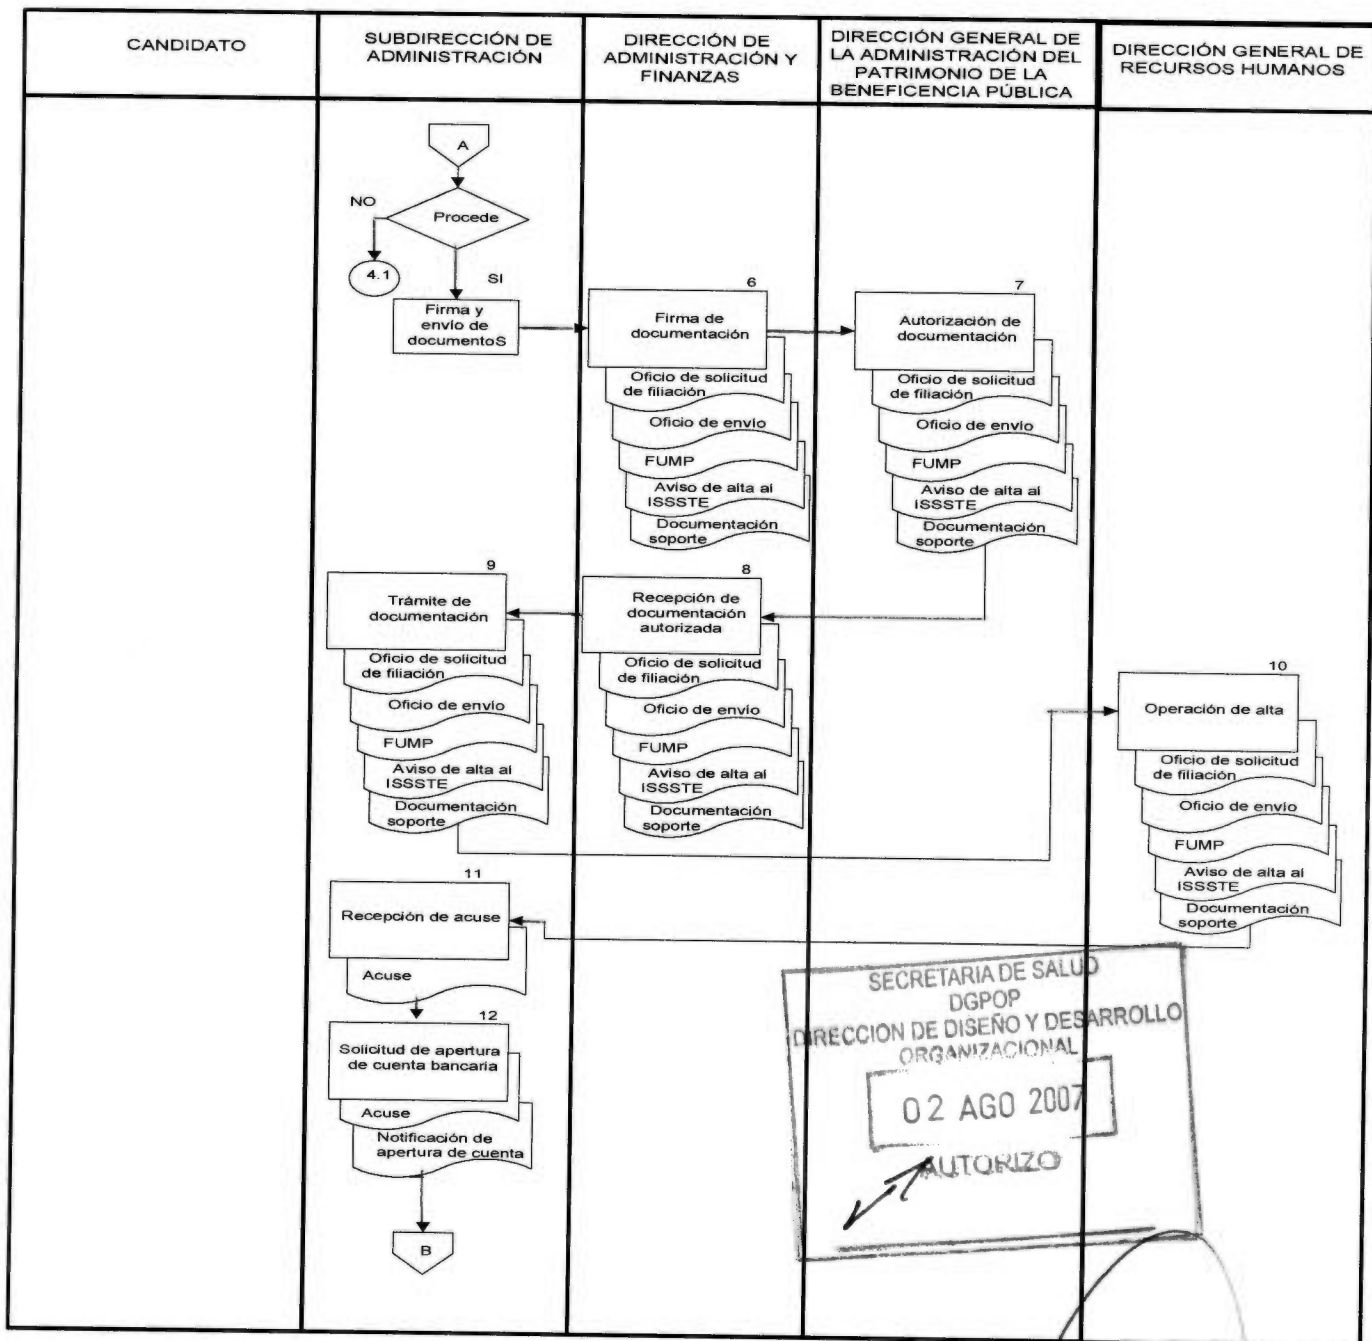 CANDIDATO
SUBDIRECCIÓN DE
ADMINISTRACIÓN
DIRECCIÓN DE
ADMINISTRACIÓN Y
FINANZAS
DIRECCIÓN GENERAL DE
LA ADMINISTRACIÓN DEL
PATRIMONIO DE LA
BENEFICENCIA PÚBLICA
DIRECCIÓN GENERAL DE
RECURSOS HUMANOS
A
NO
Procede
4.1
SI
Firma y
envío de
documentoS
6
Firma de
documentación
Oficio de solicitud
de filiación
Oficio de envío
FUMP
Aviso de alta al
ISSSTE
Documentación
soporte
7
Autorización de
documentación
Oficio de solicitud
de filiación
Oficio de envío
FUMP
Aviso de alta al
ISSSTE
Documentación
soporte
8
Recepción de
documentación
autorizada
Oficio de solicitud
de filiación
Oficio de envío
FUMP
Aviso de alta al
ISSSTE
Documentación
soporte
9
Trámite de
documentación
Oficio de solicitud
de filiación
Oficio de envío
FUMP
Aviso de alta al
ISSSTE
Documentación
soporte
10
Operación de alta
Oficio de solicitud
de filiación
Oficio de envío
FUMP
Aviso de alta al
ISSSTE
Documentación
soporte
11
Recepción de acuse
Acuse
12
Solicitud de apertura
de cuenta bancaria
Acuse
Notificación de
apertura de cuenta
B
SECRETARIA DE SALUD
DGPOP
DIRECCION DE DISEÑO Y DESARROLLO
ORGANIZACIONAL
02 AGO 2007
AUTORIZO